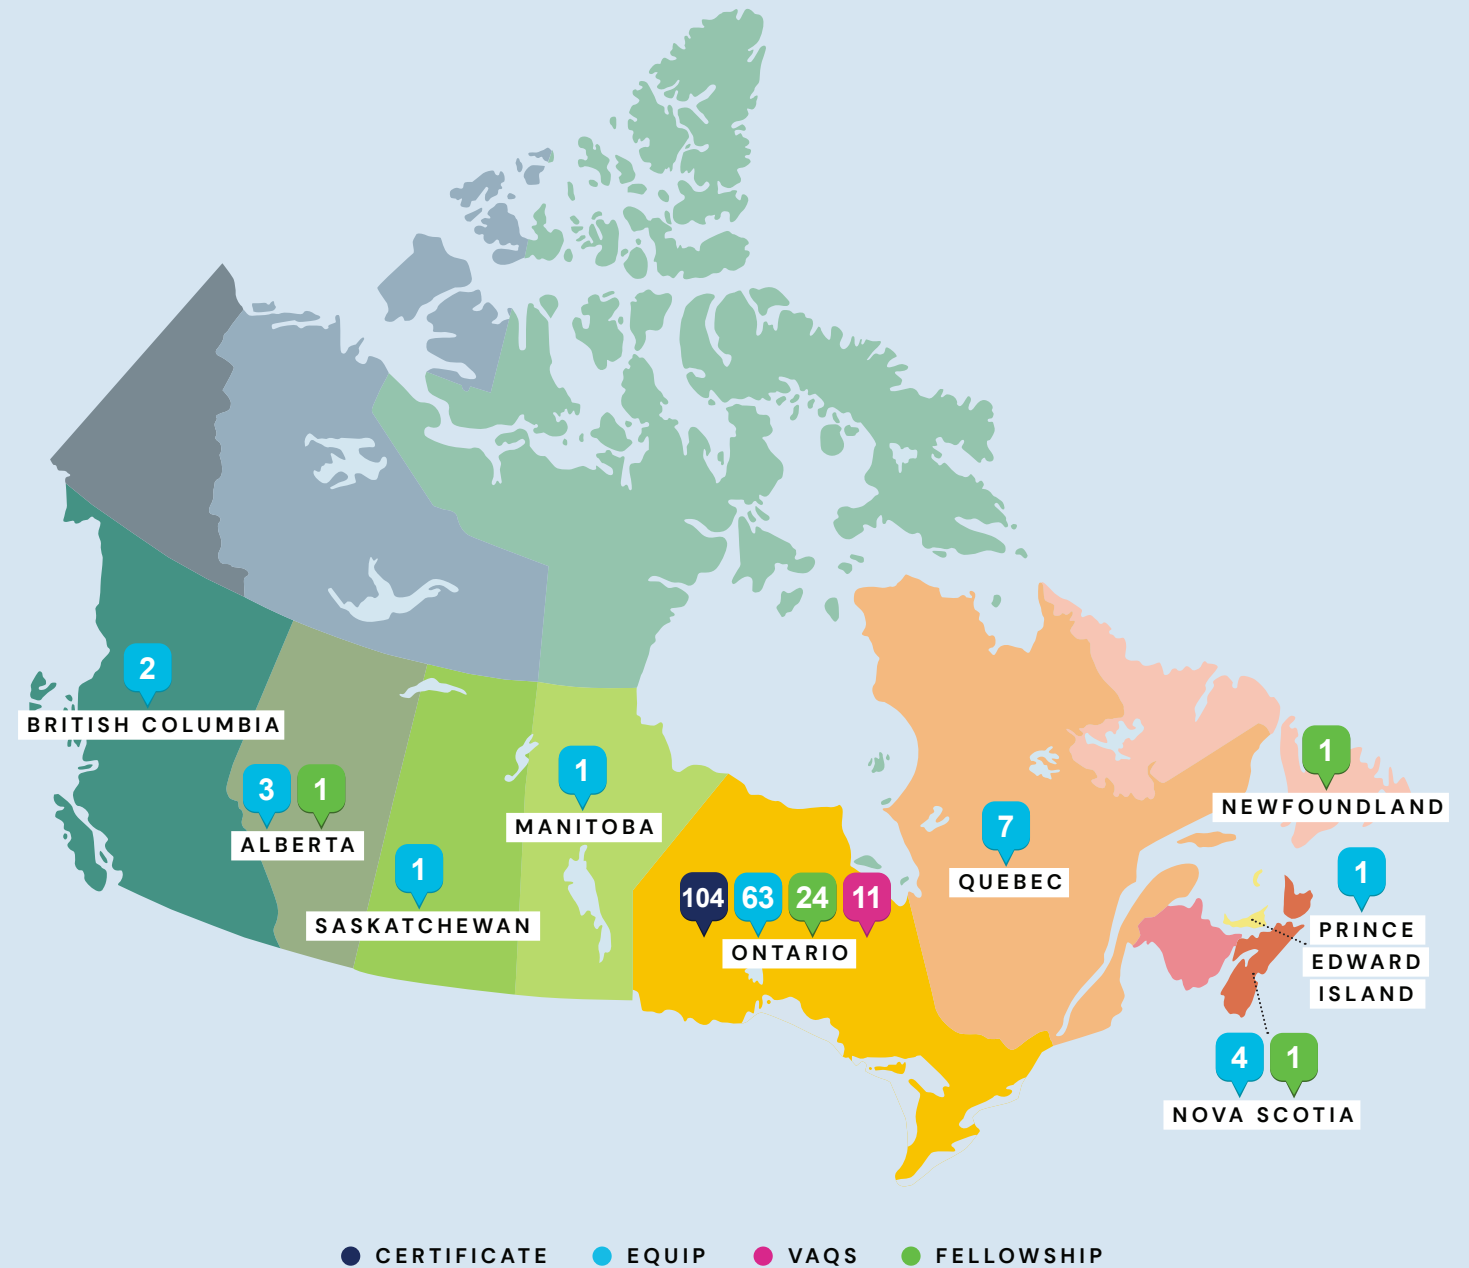 2
BRITISH COLUMBIA
3 1
ALBERTA
1
SASKATCHEWAN
1
MANITOBA
104 63 24 11
ONTARIO
7
QUEBEC
1
NEWFOUNDLAND
1
PRINCE
EDWARD
ISLAND
4 1
NOVA SCOTIA
CERTIFICATE EQUIP VAQS FELLOWSHIP